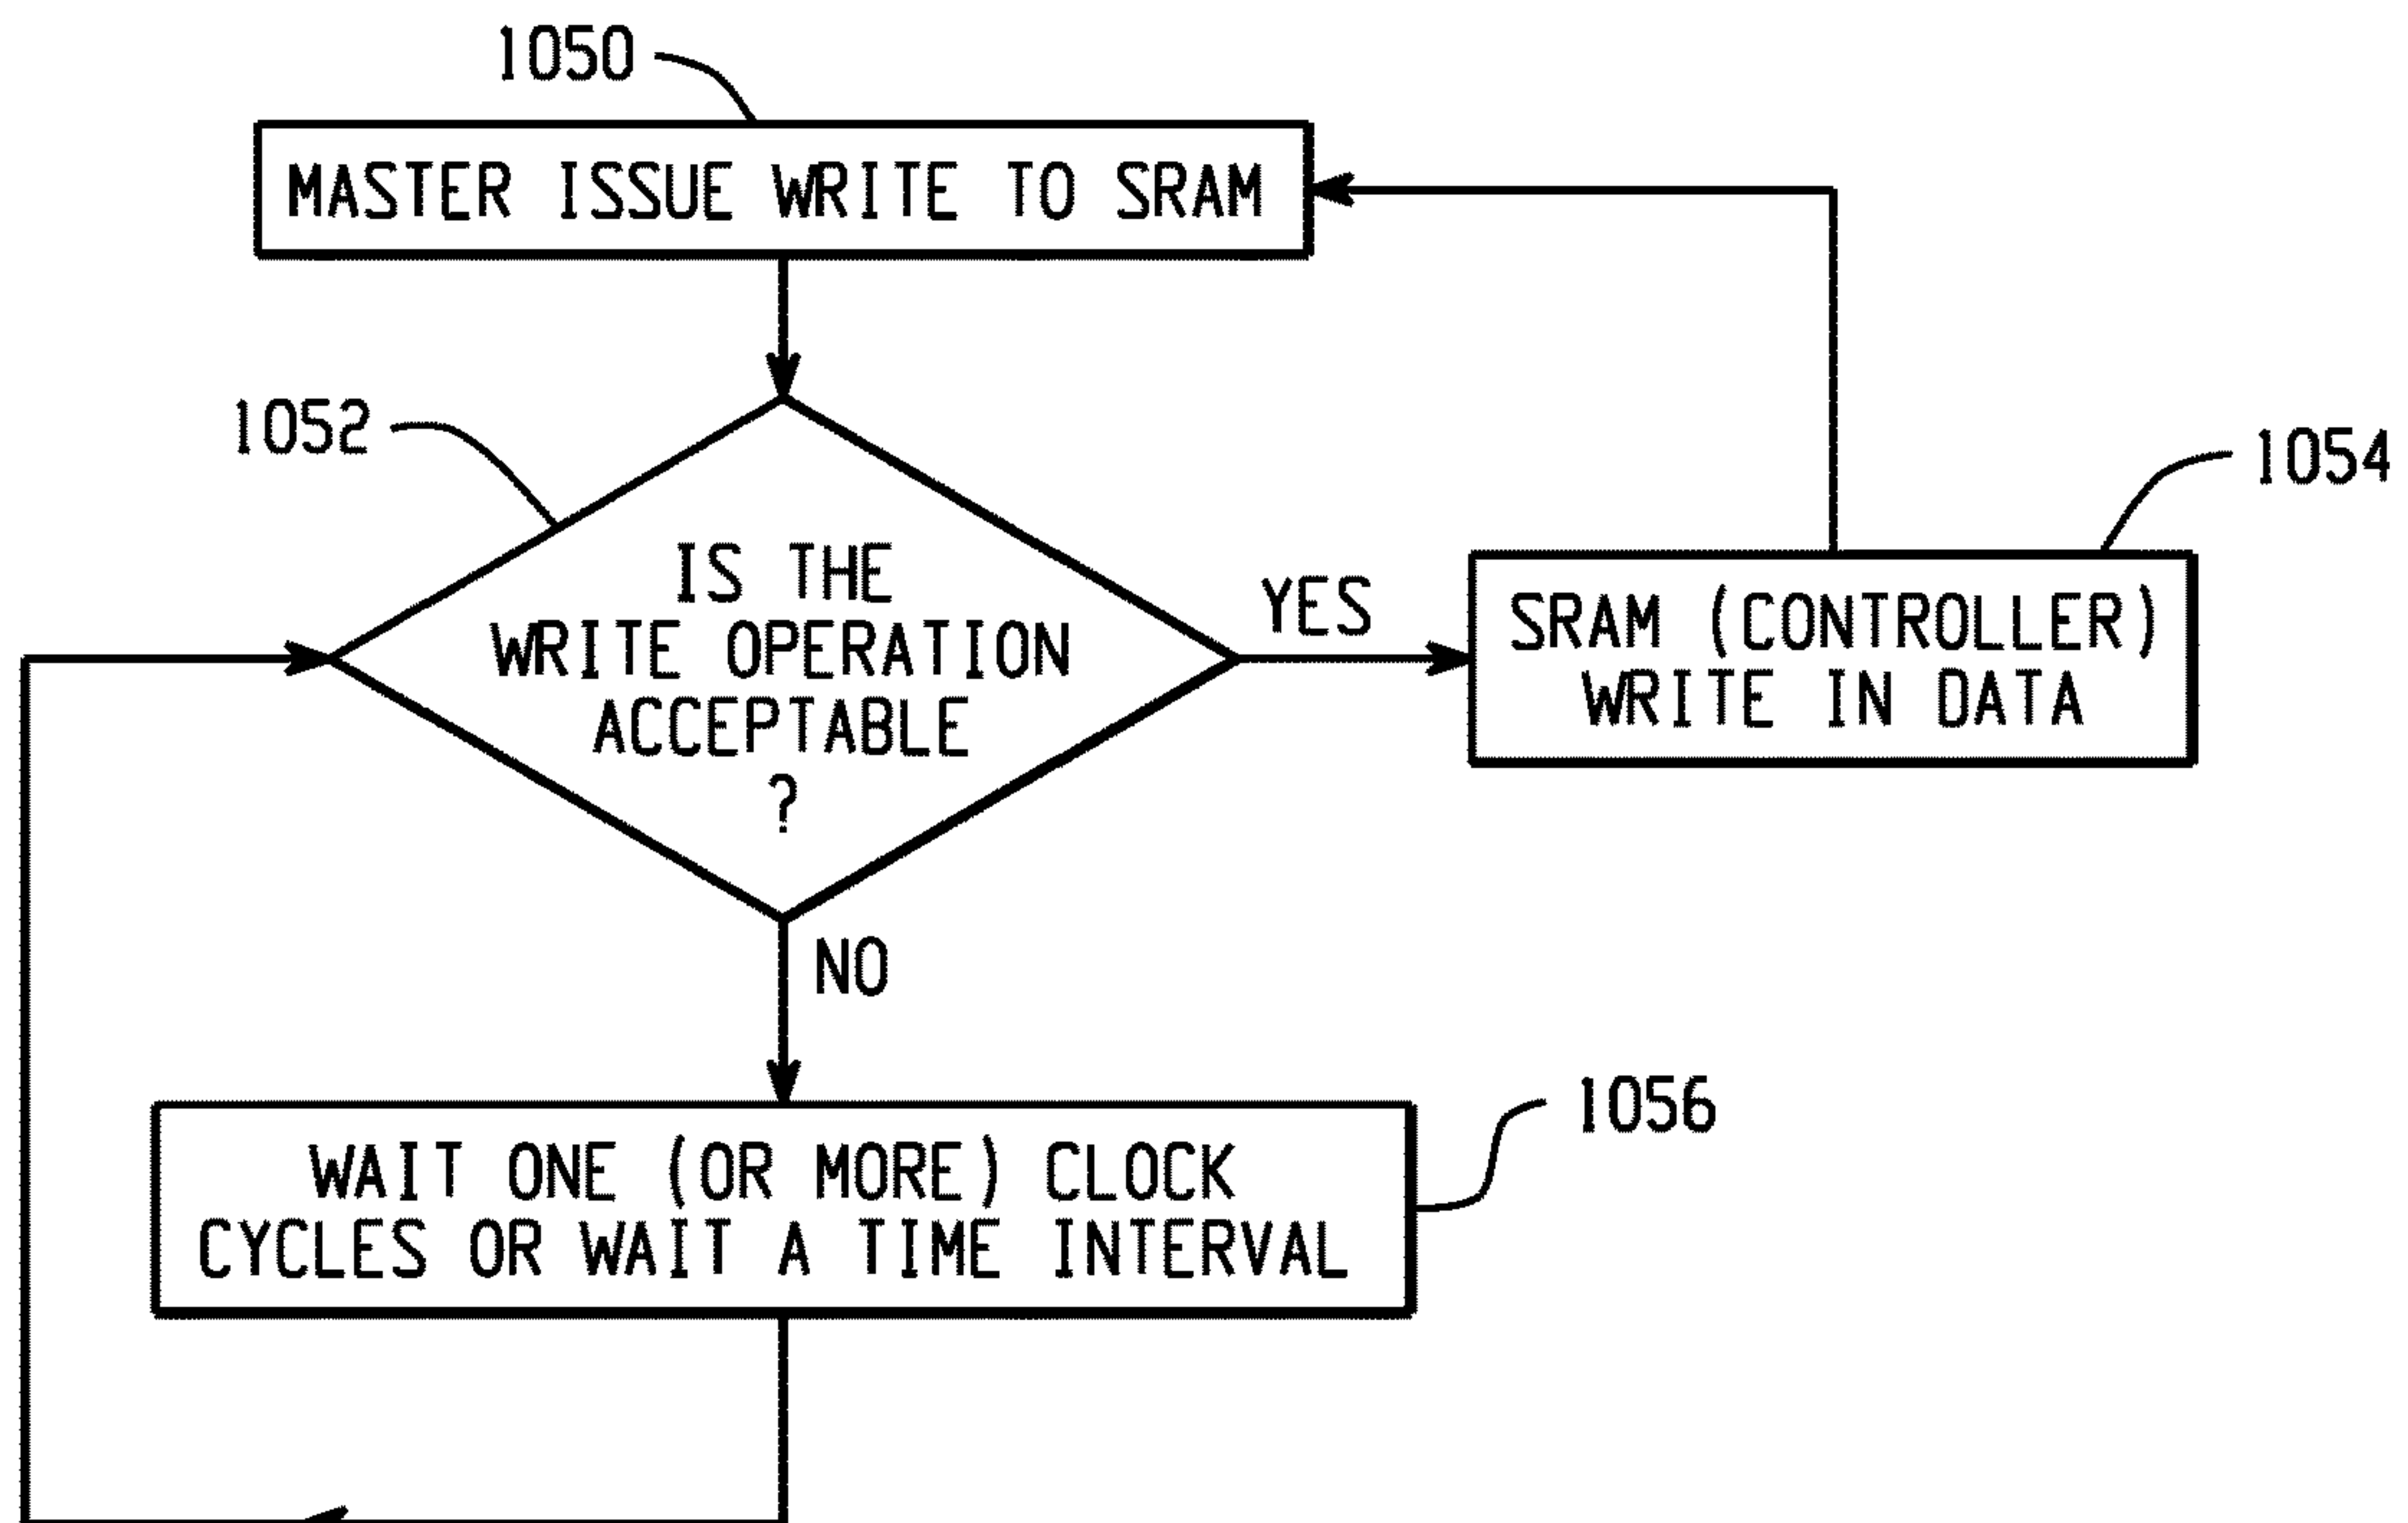 1050
MASTER ISSUE WRITE TO SRAM
1052
IS THE
WRITE OPERATION
ACCEPTABLE
?
YES
1054
SRAM (CONTROLLER)
WRITE IN DATA
NO
1056
WAIT ONE (OR MORE) CLOCK
CYCLES OR WAIT A TIME INTERVAL